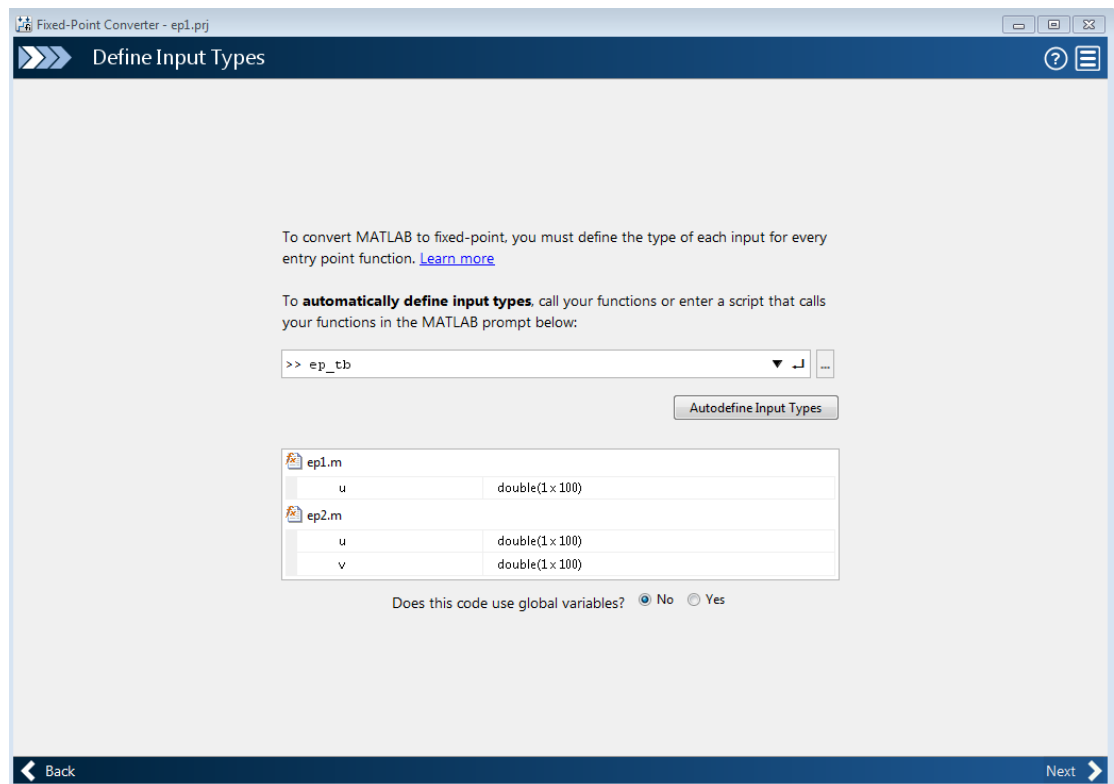 Fixed-Point Converter - ep1.prj
Define Input Types
To convert MATLAB to fixed-point, you must define the type of each input for every
entry point function. Learn more
To automatically define input types, call your functions or enter a script that calls
your functions in the MATLAB prompt below:
>> ep_tb
...
Autodefine Input Types
ep1.m
u double(1 x 100)
ep2.m
u double(1 x 100)
v double(1 x 100)
Does this code use global variables? No Yes
Back Next